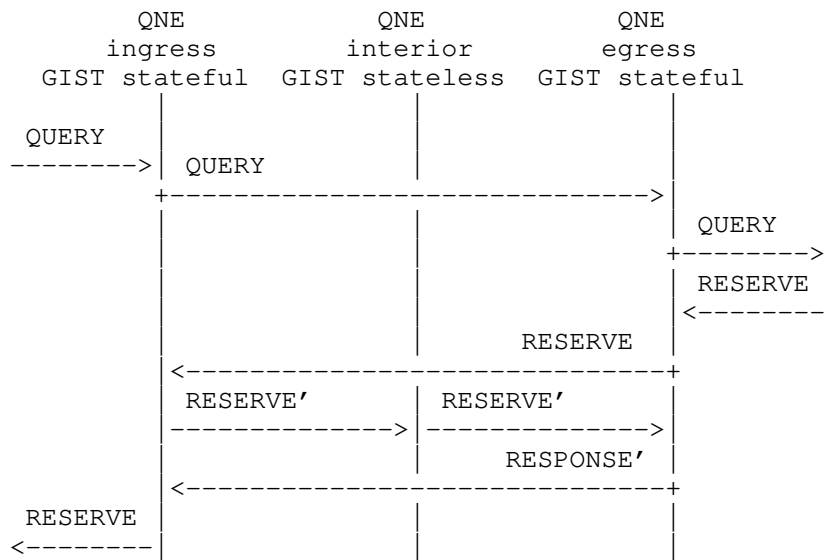 QNE QNE QNE
ingress interior egress
GIST stateful GIST stateless GIST stateful
QUERY
QUERY
QUERY
RESERVE
RESERVE
RESERVE' RESERVE'
RESPONSE'
RESERVE